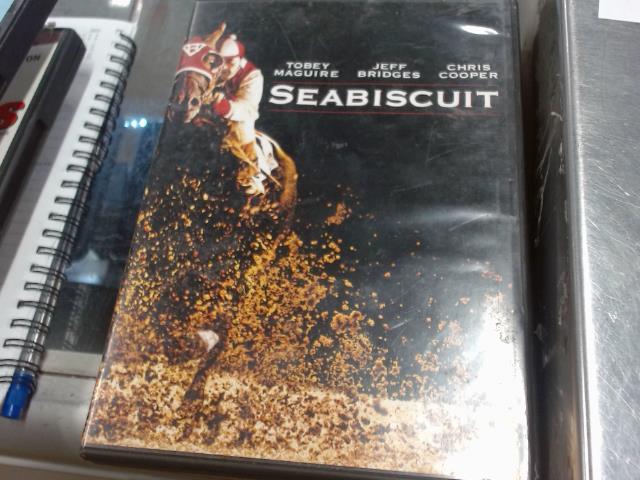 TOBEY JEFF CHRIS
MAGUIRE BRIDGES COOPER
SEABISCUIT